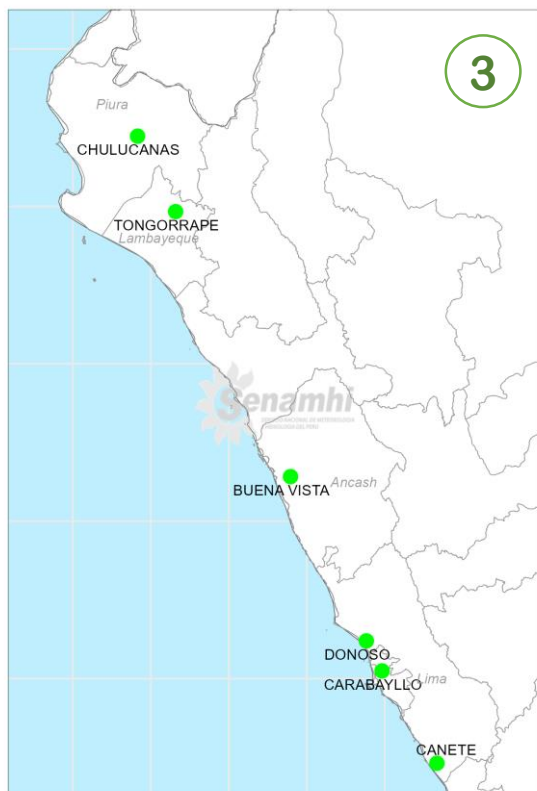 3
Piura
CHULUCANAS
TONGORRAPE
Lambayeque
Senamhi
BUENA VISTA
Ancash
DONOSO
CARABAYLLO
Lima
CANETE